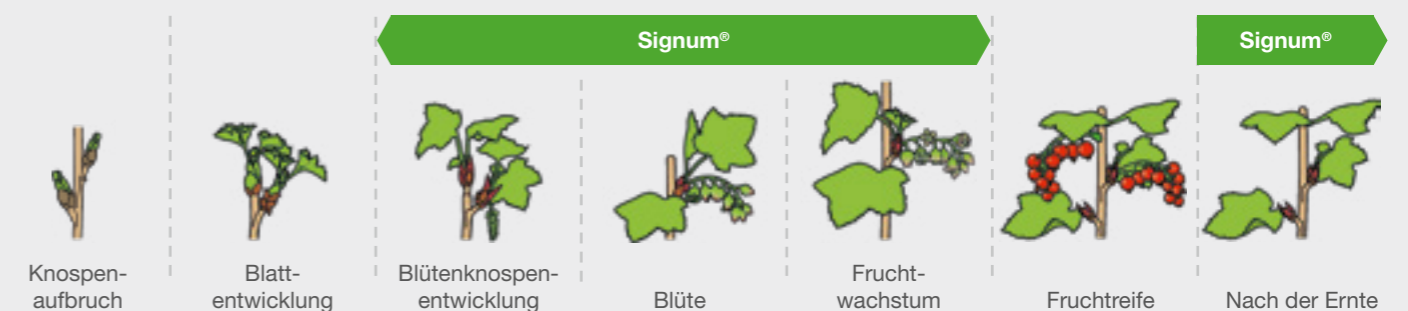 Signum®
Signum®
Knospen-
aufbruch
Blatt-
entwicklung
Blütenknospen-
entwicklung
Blüte
Frucht-
wachstum
Fruchtreife
Nach der Ernte